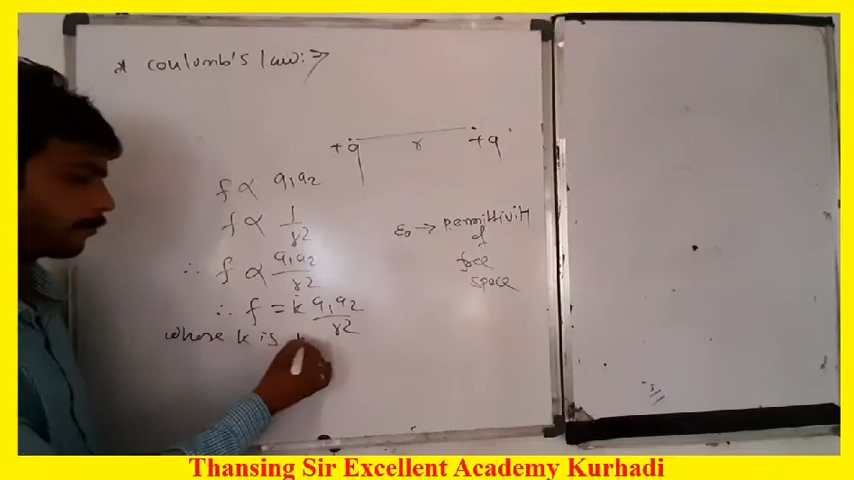 * Coulomb's law:⇒
+q r +q
f ∝ q1q2
f ∝ 1/r2
ε0 → permittivit
of
free
space
∴ f ∝ q1q2/r2
∴ f = k q1q2/r2
where k is
Thansing Sir Excellent Academy Kurhadi